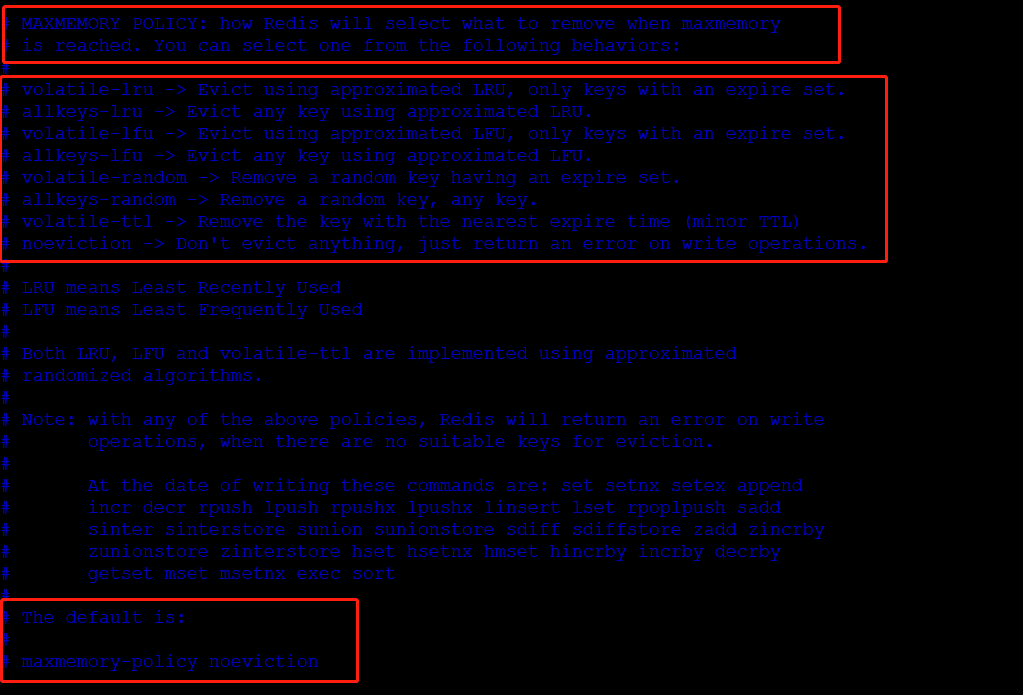 # MAXMEMORY POLICY: how Redis will select what to remove when maxmemory
# is reached. You can select one from the following behaviors:
#
# volatile-lru -> Evict using approximated LRU, only keys with an expire set.
# allkeys-lru -> Evict any key using approximated LRU.
# volatile-lfu -> Evict using approximated LFU, only keys with an expire set.
# allkeys-lfu -> Evict any key using approximated LFU.
# volatile-random -> Remove a random key having an expire set.
# allkeys-random -> Remove a random key, any key.
# volatile-ttl -> Remove the key with the nearest expire time (minor TTL)
# noeviction -> Don't evict anything, just return an error on write operations.
#
# LRU means Least Recently Used
# LFU means Least Frequently Used
#
# Both LRU, LFU and volatile-ttl are implemented using approximated
# randomized algorithms.
#
# Note: with any of the above policies, Redis will return an error on write
# operations, when there are no suitable keys for eviction.
#
# At the date of writing these commands are: set setnx setex append
# incr decr rpush lpush rpushx lpushx linsert lset rpoplpush sadd
# sinter sinterstore sunion sunionstore sdiff sdiffstore zadd zincrby
# zunionstore zinterstore hset hsetnx hmset hincrby incrby decrby
# getset mset msetnx exec sort
#
# The default is:
#
# maxmemory-policy noeviction